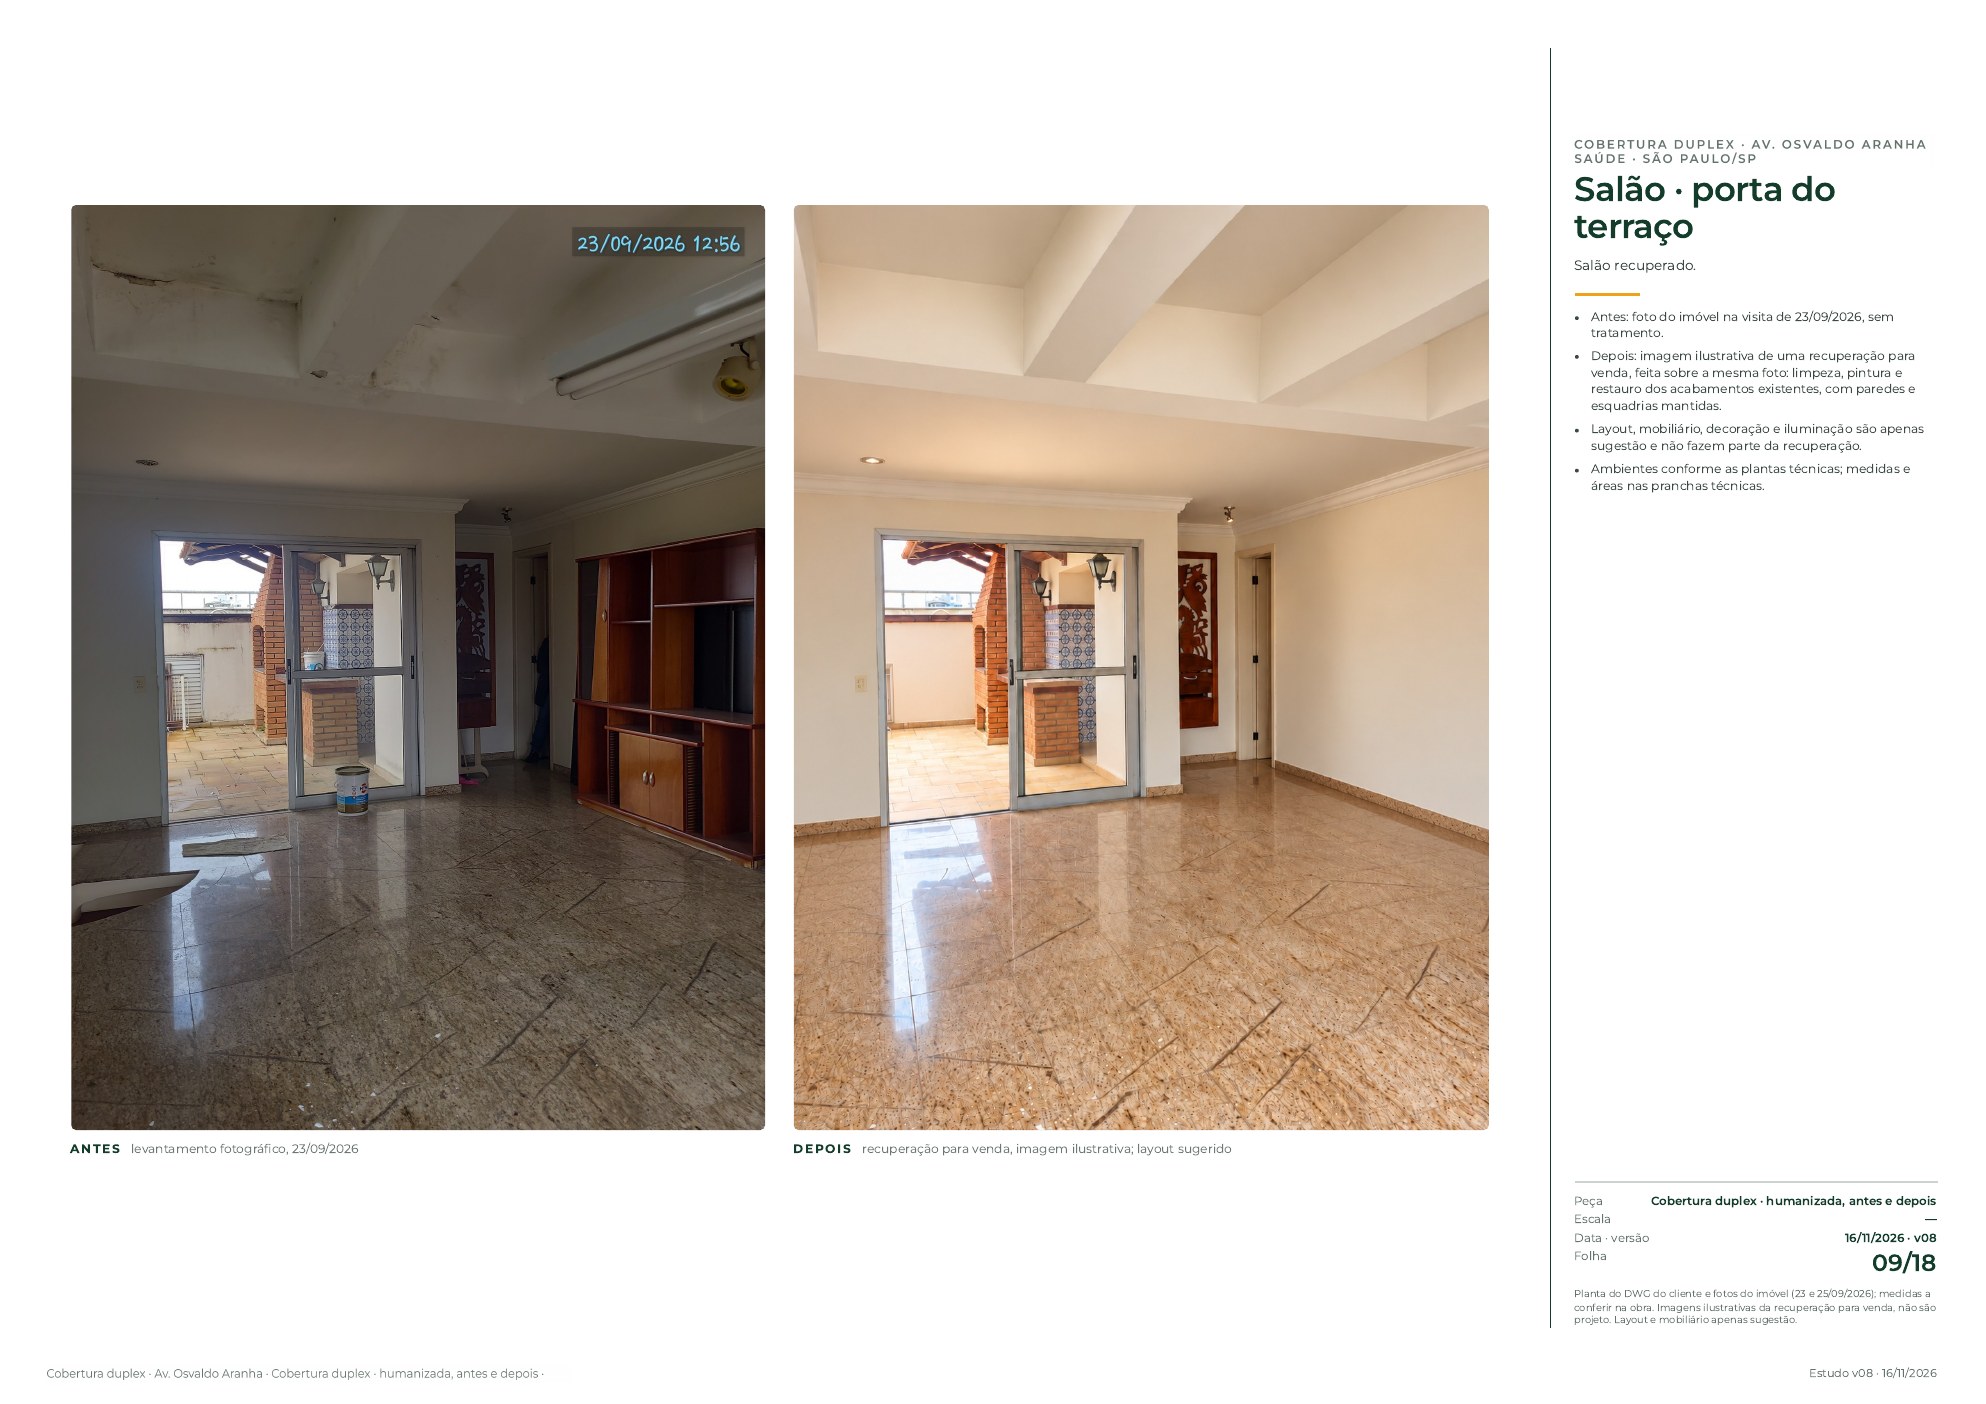 COBERTURA DUPLEX · AV. OSVALDO ARANHA
SAÚDE · SÃO PAULO/SP
Salão · porta do
terraço
Salão recuperado.
• Antes: foto do imóvel na visita de 23/09/2026, sem
tratamento.
• Depois: imagem ilustrativa de uma recuperação para
venda, feita sobre a mesma foto: limpeza, pintura e
restauro dos acabamentos existentes, com paredes e
esquadrias mantidas.
• Layout, mobiliário, decoração e iluminação são apenas
sugestão e não fazem parte da recuperação.
• Ambientes conforme as plantas técnicas; medidas e
áreas nas pranchas técnicas.
23/09/2026 12:56
ANTES levantamento fotográfico, 23/09/2026
DEPOIS recuperação para venda, imagem ilustrativa; layout sugerido
Peça Cobertura duplex · humanizada, antes e depois
Escala —
Data · versão 16/11/2026 · v08
Folha 09/18
Planta do DWG do cliente e fotos do imóvel (23 e 25/09/2026); medidas a
conferir na obra. Imagens ilustrativas da recuperação para venda, não são
projeto. Layout e mobiliário apenas sugestão.
Cobertura duplex · Av. Osvaldo Aranha · Cobertura duplex · humanizada, antes e depois ·
Estudo v08 · 16/11/2026